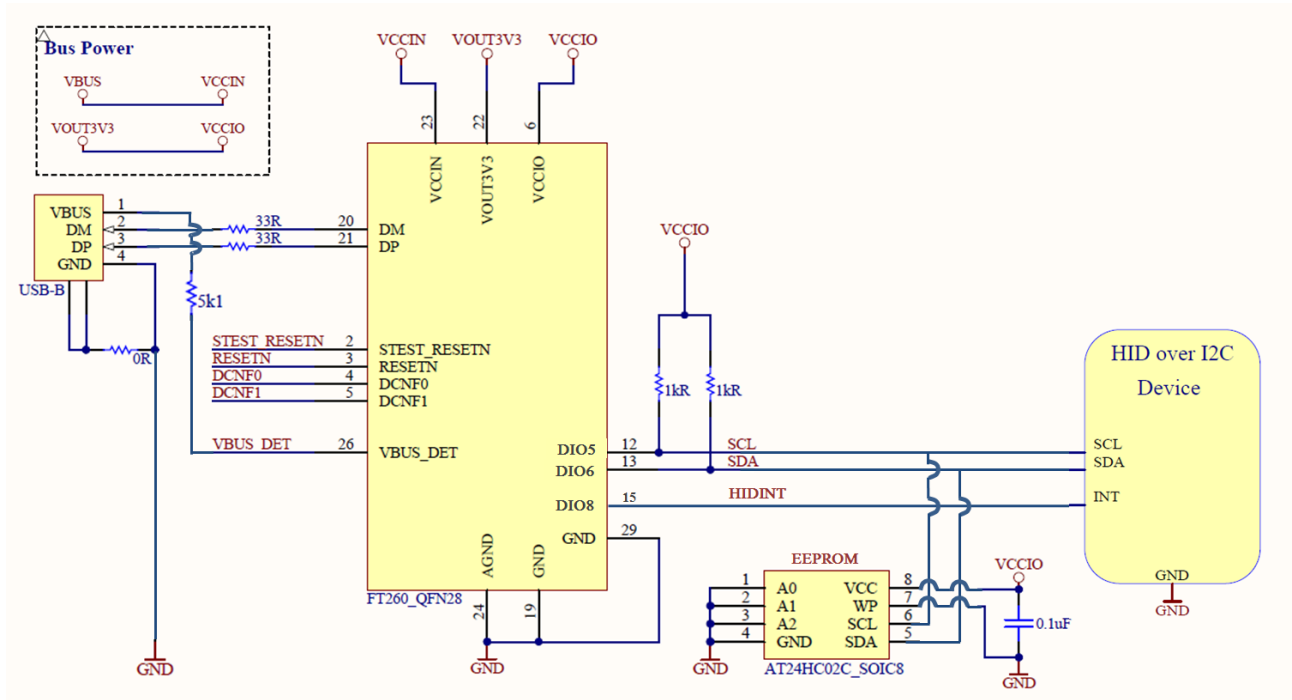 Bus Power
VBUS VCCIN
VOUT3V3 VCCIO
VCCIN VOUT3V3 VCCIO
23 22 6
VCCIN VOUT3V3 VCCIO
VBUS 1
DM 2 33R 20 DM
DP 3 33R 21 DP
GND 4
USB-B
5k1
0R
STEST_RESETN 2 STEST_RESETN
RESETN 3 RESETN
DCNF0 4 DCNF0
DCNF1 5 DCNF1
VBUS_DET 26 VBUS_DET
VCCIO
1kR 1kR
DIO5 12 SCL
DIO6 13 SDA
DIO8 15 HIDINT
GND 29
AGND GND
24 19
FT260_QFN28
GND
GND
HID over I2C
Device
SCL
SDA
INT
GND
GND
EEPROM
1 A0 VCC 8
2 A1 WP 7
3 A2 SCL 6
4 GND SDA 5
AT24HC02C_SOIC8
GND
VCCIO
0.1uF
GND